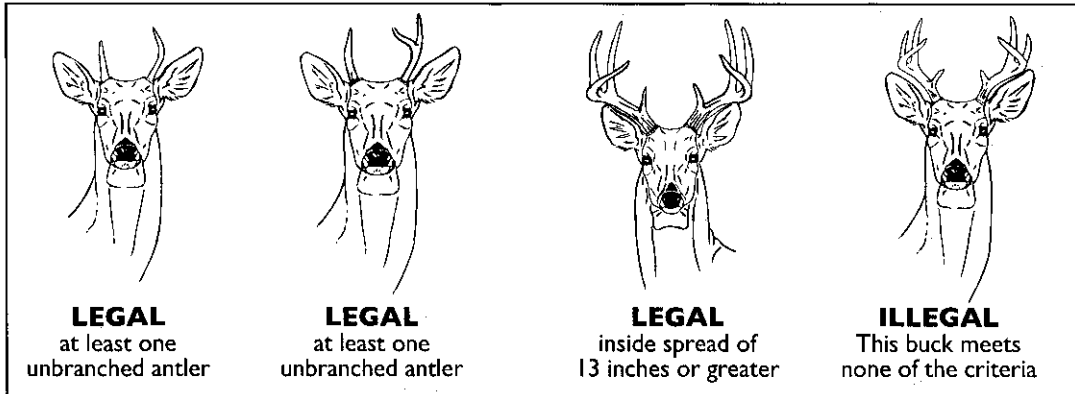 LEGAL
at least one
unbranched antler
LEGAL
at least one
unbranched antler
LEGAL
inside spread of
13 inches or greater
ILLEGAL
This buck meets
none of the criteria